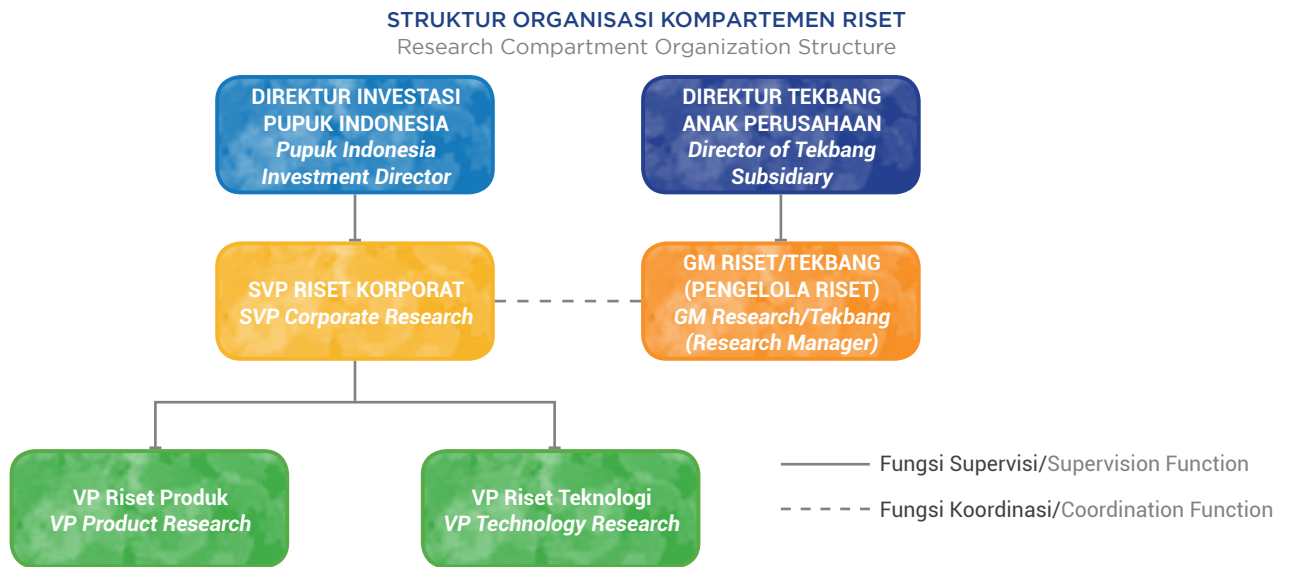 STRUKTUR ORGANISASI KOMPARTEMEN RISET
Research Compartment Organization Structure
DIREKTUR INVESTASI
PUPUK INDONESIA
Pupuk Indonesia
Investment Director
DIREKTUR TEKBANG
ANAK PERUSAHAAN
Director of Tekbang
Subsidiary
SVP RISET KORPORAT
SVP Corporate Research
GM RISET/TEKBANG
(PENGELOLA RISET)
GM Research/Tekbang
(Research Manager)
VP Riset Produk
VP Product Research
VP Riset Teknologi
VP Technology Research
Fungsi Supervisi/Supervision Function
Fungsi Koordinasi/Coordination Function